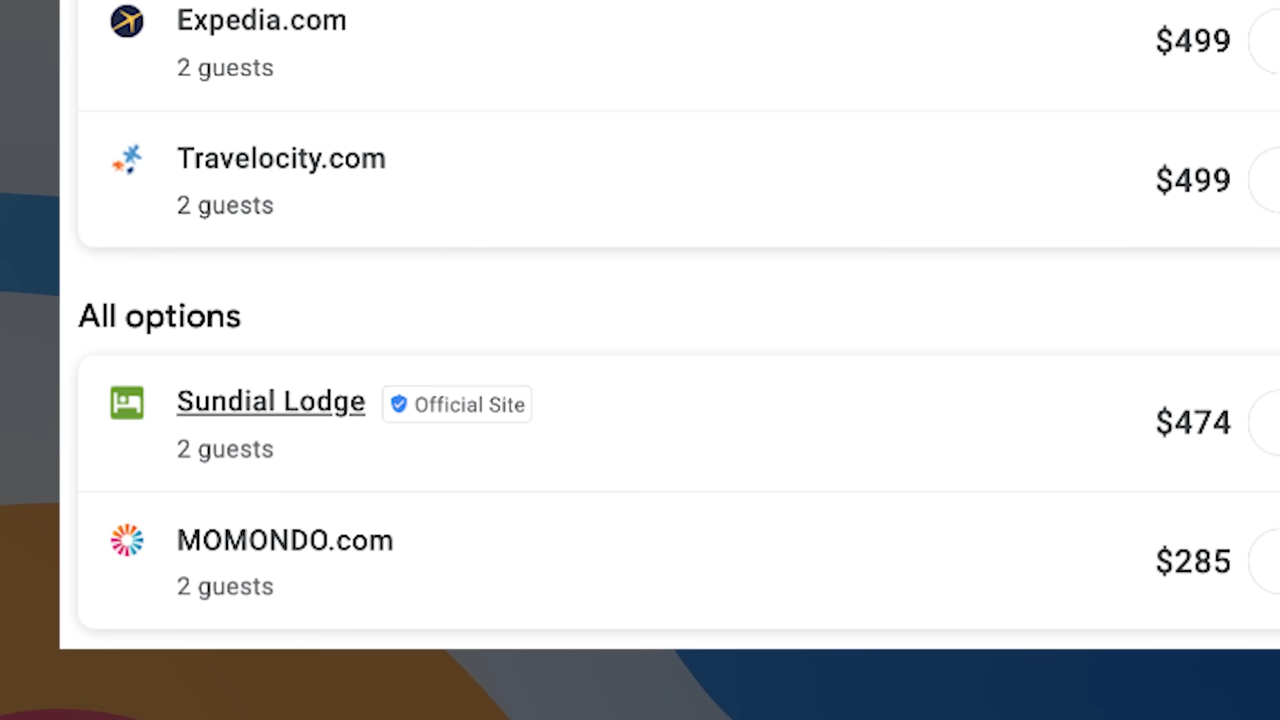 Expedia.com
2 guests
$499
Travelocity.com
2 guests
$499
All options
Sundial Lodge Official Site
2 guests
$474
MOMONDO.com
2 guests
$285